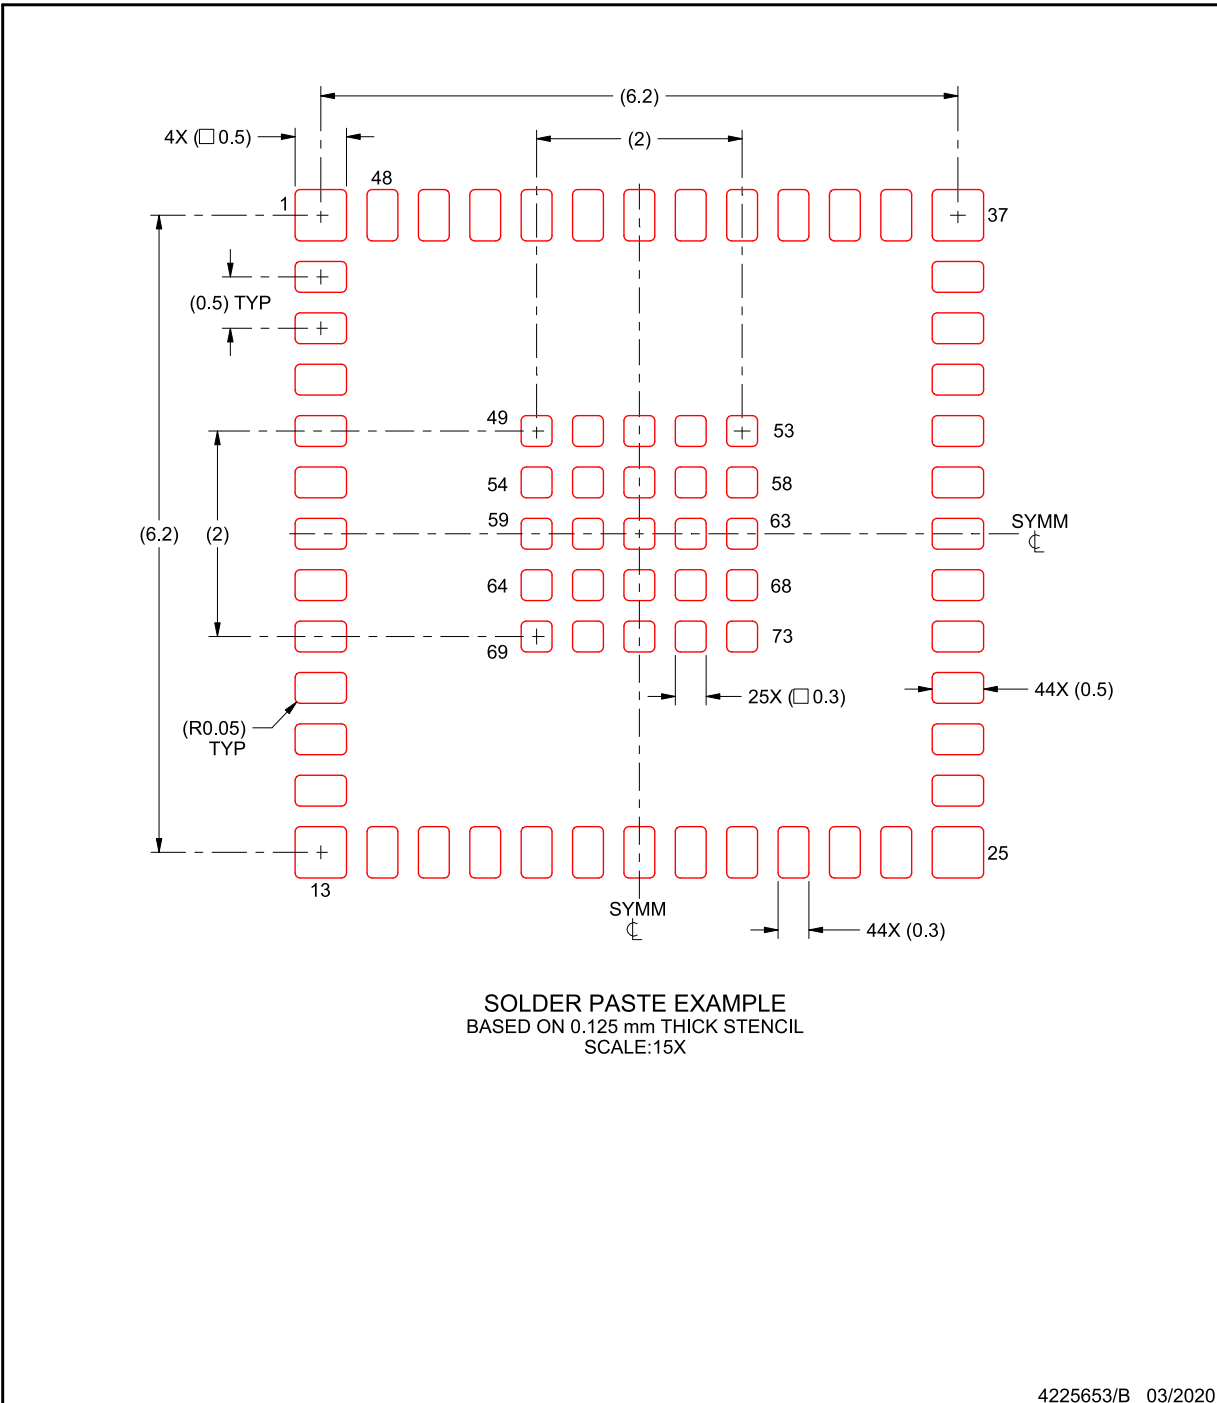 (6.2)
4X (□ 0.5)
(2)
48
1
37
(0.5) TYP
49
53
54
58
59
63
SYMM
℄
(6.2)
(2)
64
68
69
73
25X (□ 0.3)
44X (0.5)
(R0.05)
TYP
25
13
SYMM
℄
44X (0.3)
SOLDER PASTE EXAMPLE
BASED ON 0.125 mm THICK STENCIL
SCALE:15X
4225653/B 03/2020